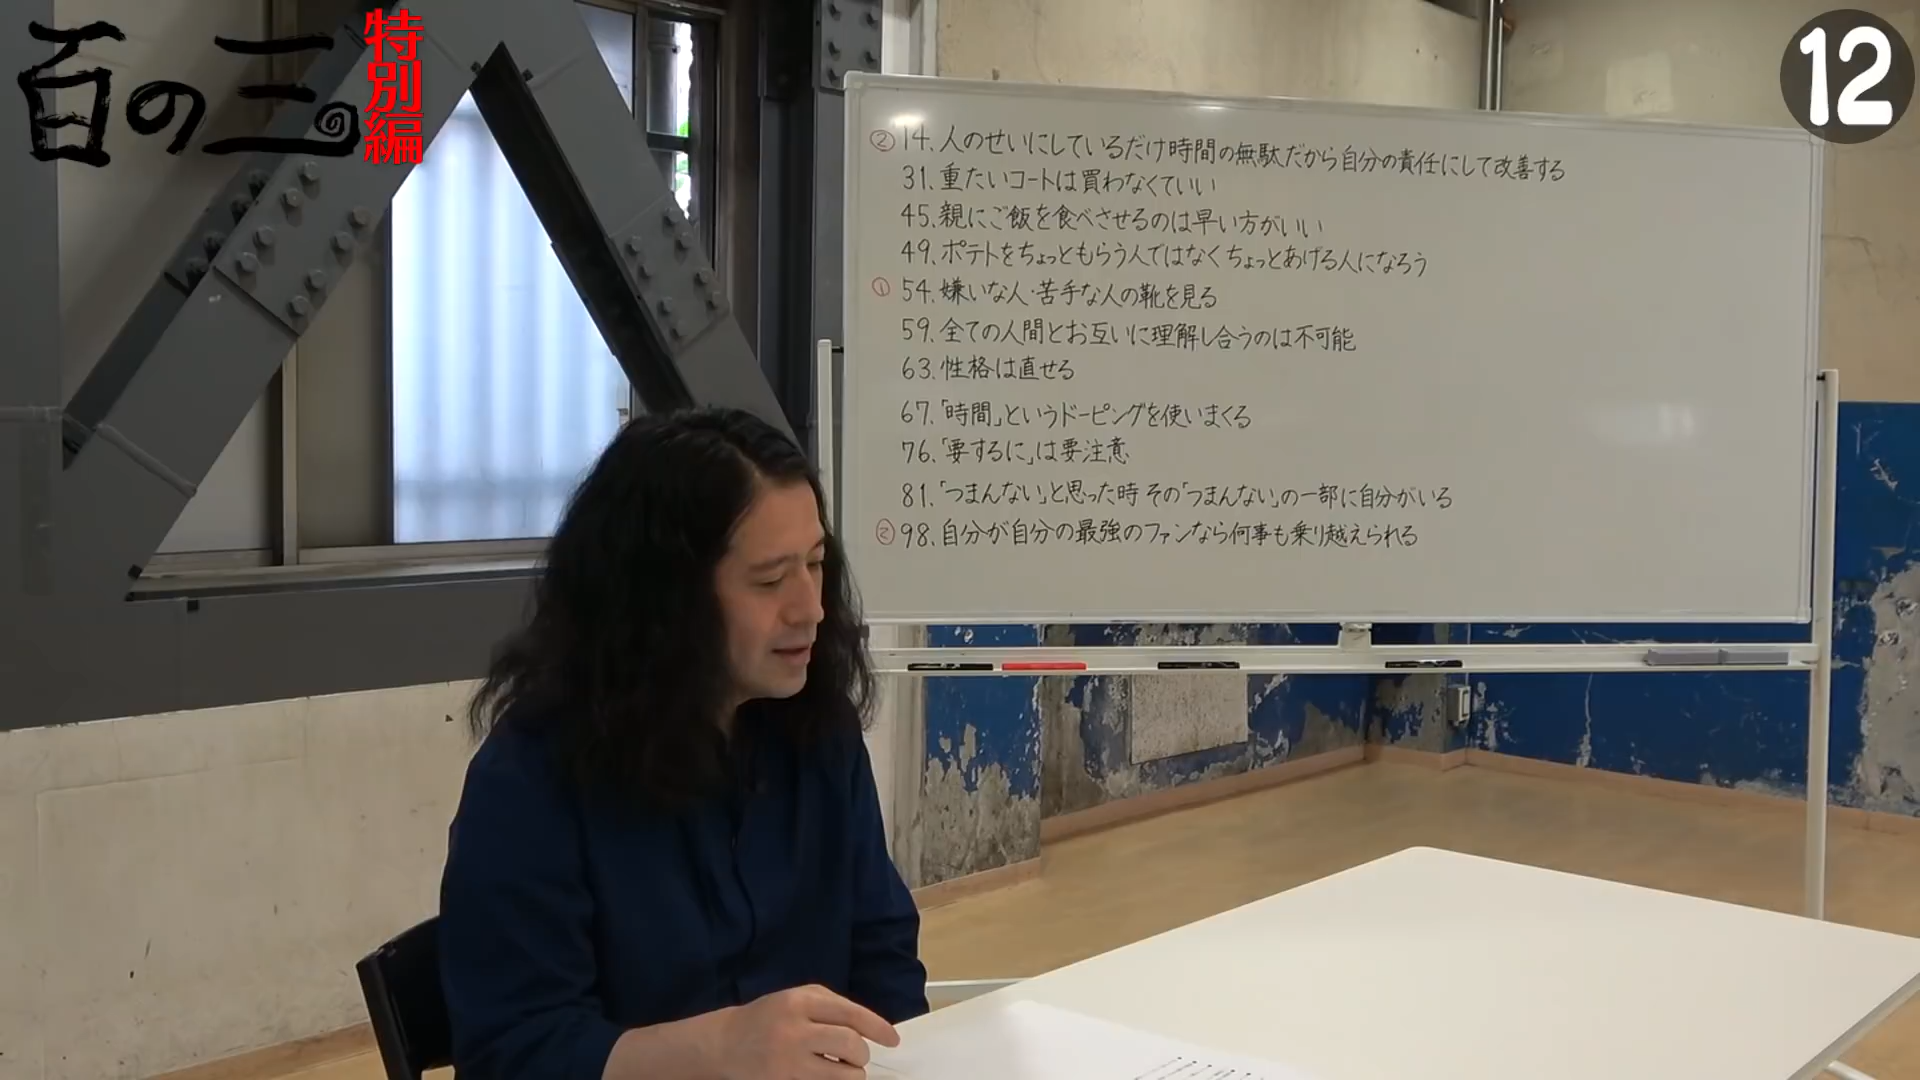 百の三
特別編
12
② 14. 人のせいにしているだけ時間の無駄だから自分の責任にして改善する
31. 重たいコートは買わなくていい
45. 親にご飯を食べさせるのは早い方がいい
49. ポテトをちょっともらう人ではなくちょっとあげる人になろう
① 54. 嫌いな人・苦手な人の靴を見る
59. 全ての人間とお互いに理解し合うのは不可能
63. 性格は直せる
67.「時間」というドーピングを使いまくる
76.「要するに」は要注意
81.「つまんない」と思った時 その「つまんない」の一部に自分がいる
② 98. 自分が自分の最強のファンなら何事も乗り越えられる